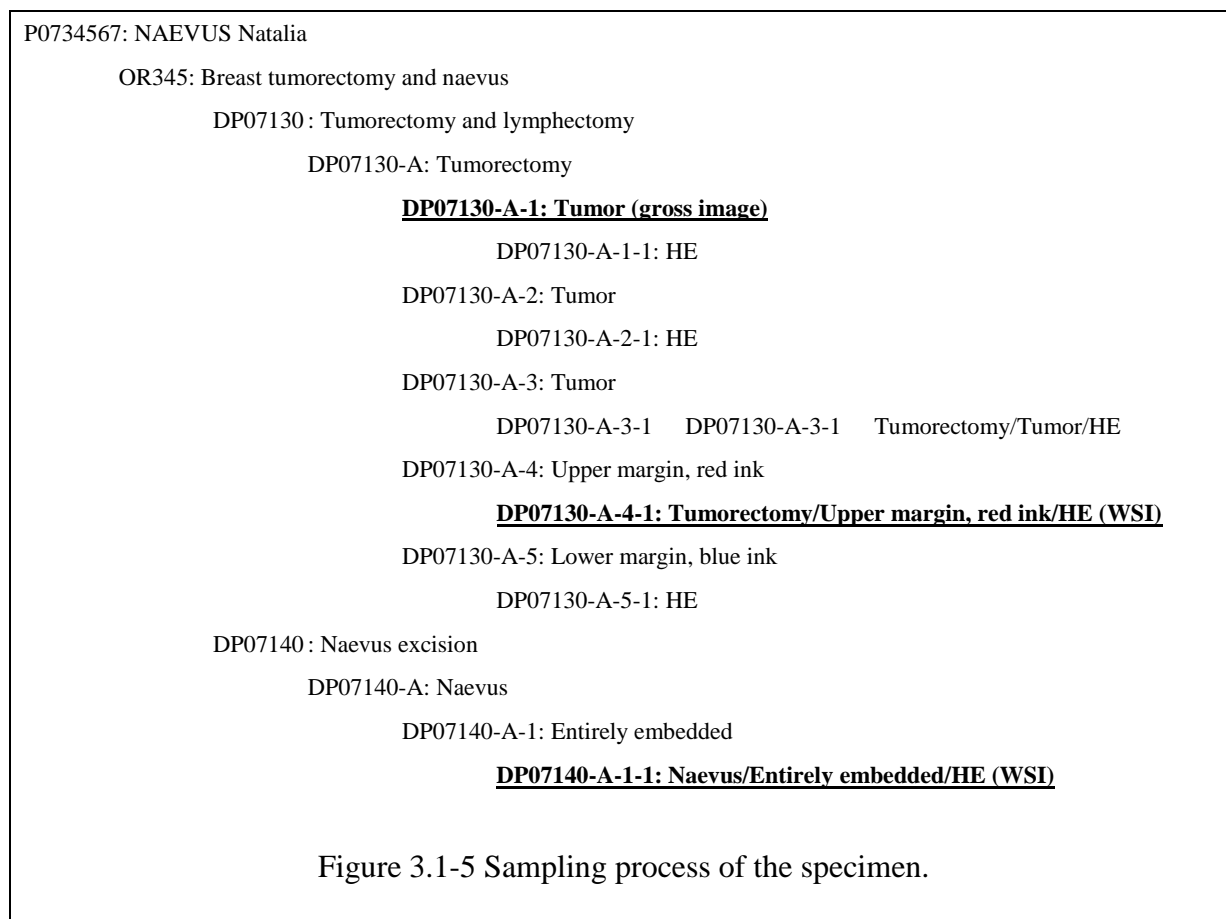 P0734567: NAEVUS Natalia
OR345: Breast tumorectomy and naevus
DP07130 : Tumorectomy and lymphectomy
DP07130-A: Tumorectomy
DP07130-A-1: Tumor (gross image)
DP07130-A-1-1: HE
DP07130-A-2: Tumor
DP07130-A-2-1: HE
DP07130-A-3: Tumor
DP07130-A-3-1 DP07130-A-3-1 Tumorectomy/Tumor/HE
DP07130-A-4: Upper margin, red ink
DP07130-A-4-1: Tumorectomy/Upper margin, red ink/HE (WSI)
DP07130-A-5: Lower margin, blue ink
DP07130-A-5-1: HE
DP07140 : Naevus excision
DP07140-A: Naevus
DP07140-A-1: Entirely embedded
DP07140-A-1-1: Naevus/Entirely embedded/HE (WSI)
Figure 3.1-5 Sampling process of the specimen.